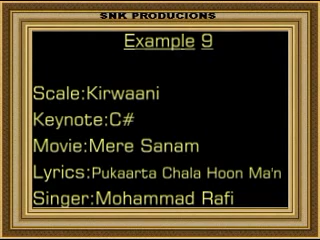 SNK PRODUCIONS
Example 9
Scale:Kirwaani
Keynote:C#
Movie:Mere Sanam
Lyrics:Pukaarta Chala Hoon Ma'n
Singer:Mohammad Rafi